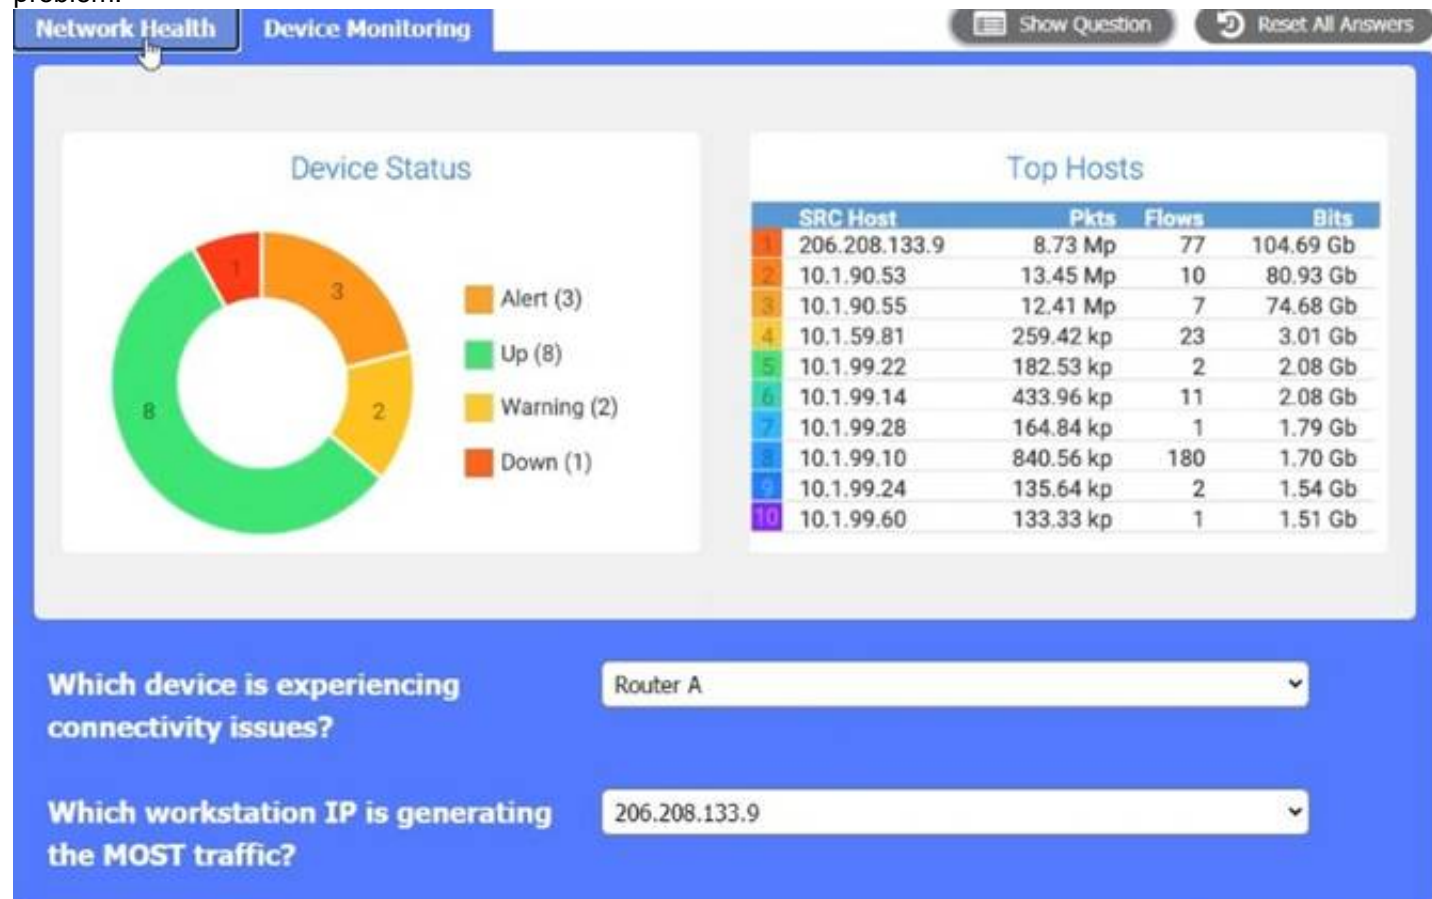 problem.
Network Health Device Monitoring Show Question Reset All Answers
Device Status
1
3
8
2
Alert (3)
Up (8)
Warning (2)
Down (1)
Top Hosts
SRC Host Pkts Flows Bits
1 206.208.133.9 8.73 Mp 77 104.69 Gb
2 10.1.90.53 13.45 Mp 10 80.93 Gb
3 10.1.90.55 12.41 Mp 7 74.68 Gb
4 10.1.59.81 259.42 kp 23 3.01 Gb
5 10.1.99.22 182.53 kp 2 2.08 Gb
6 10.1.99.14 433.96 kp 11 2.08 Gb
7 10.1.99.28 164.84 kp 1 1.79 Gb
8 10.1.99.10 840.56 kp 180 1.70 Gb
9 10.1.99.24 135.64 kp 2 1.54 Gb
10 10.1.99.60 133.33 kp 1 1.51 Gb
Which device is experiencing
connectivity issues?
Router A
Which workstation IP is generating
the MOST traffic?
206.208.133.9